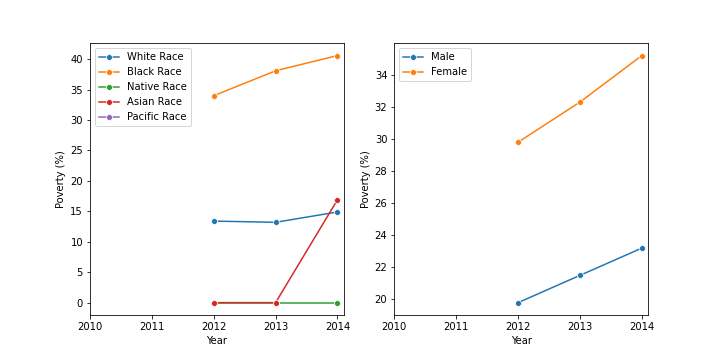 White Race
Black Race
Native Race
Asian Race
Pacific Race
Poverty (%)
40
35
30
25
20
15
10
5
0
2010 2011 2012 2013 2014
Year
Male
Female
Poverty (%)
34
32
30
28
26
24
22
20
2010 2011 2012 2013 2014
Year